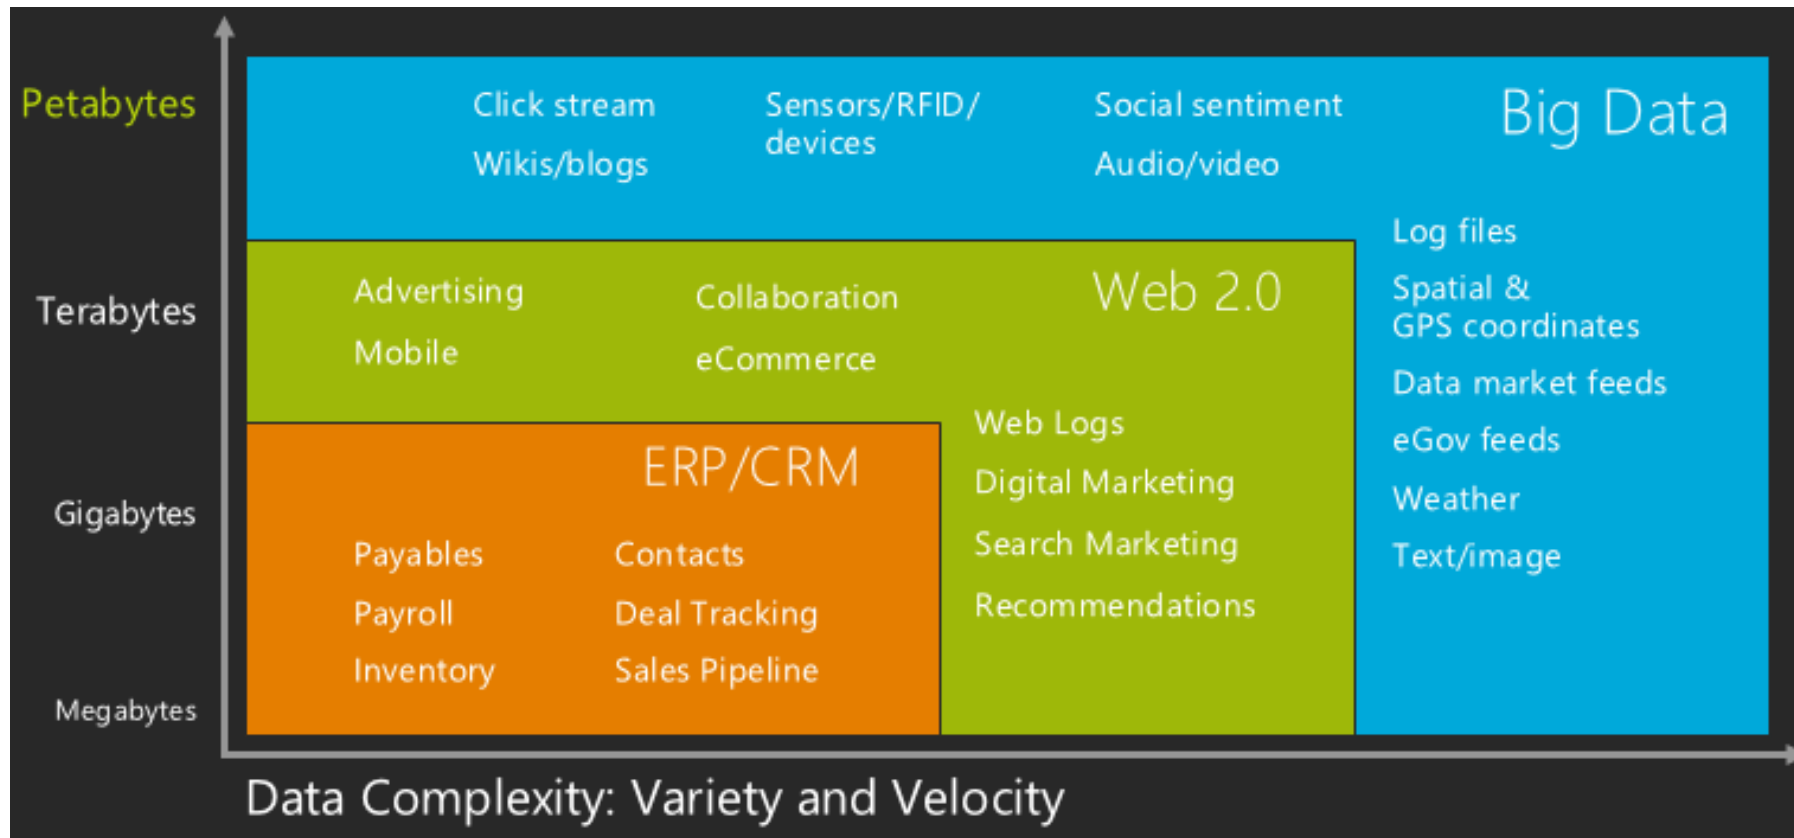 Petabytes
Terabytes
Gigabytes
Megabytes
Click stream
Wikis/blogs
Sensors/RFID/
devices
Social sentiment
Audio/video
Big Data
Log files
Spatial &
GPS coordinates
Data market feeds
eGov feeds
Weather
Text/image
Advertising
Mobile
Collaboration
eCommerce
Web 2.0
Web Logs
Digital Marketing
Search Marketing
Recommendations
ERP/CRM
Payables
Payroll
Inventory
Contacts
Deal Tracking
Sales Pipeline
Data Complexity: Variety and Velocity